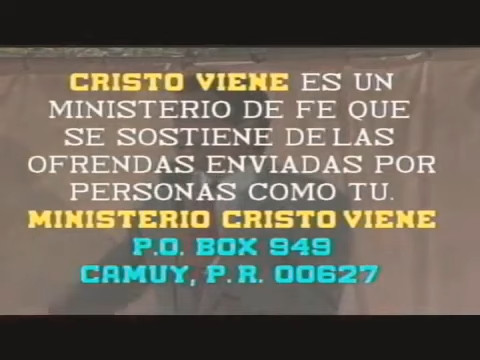 CRISTO VIENE ES UN
MINISTERIO DE FE QUE
SE SOSTIENE DE LAS
OFRENDAS ENVIADAS POR
PERSONAS COMO TU.
MINISTERIO CRISTO VIENE
P.O. BOX 949
CAMUY, P.R. 00627